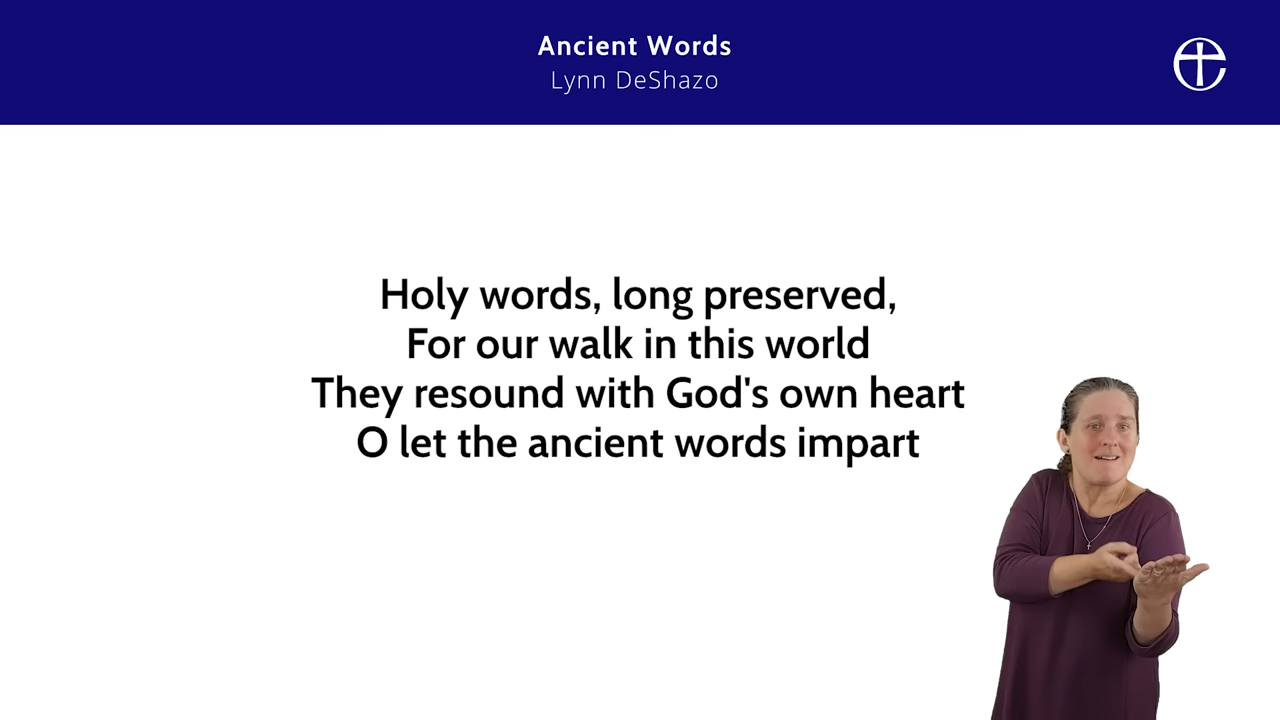 Ancient Words
Lynn DeShazo
Holy words, long preserved,
For our walk in this world
They resound with God's own heart
O let the ancient words impart